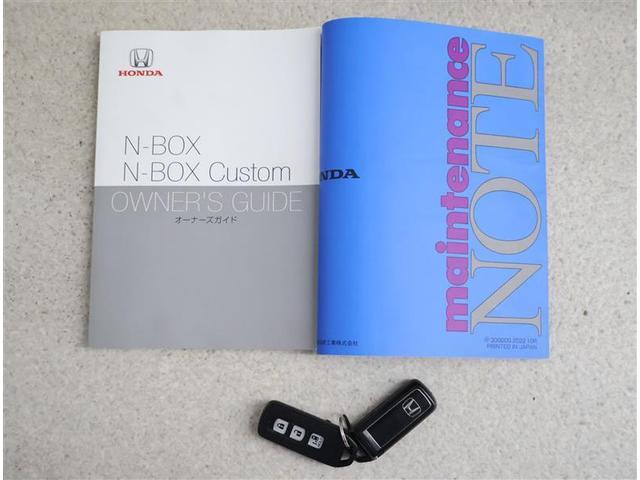 HONDA
N-BOX
N-BOX Custom
OWNER'S GUIDE
オーナーズガイド
NDA
maintenance
NOTE
PRINTED IN JAPAN